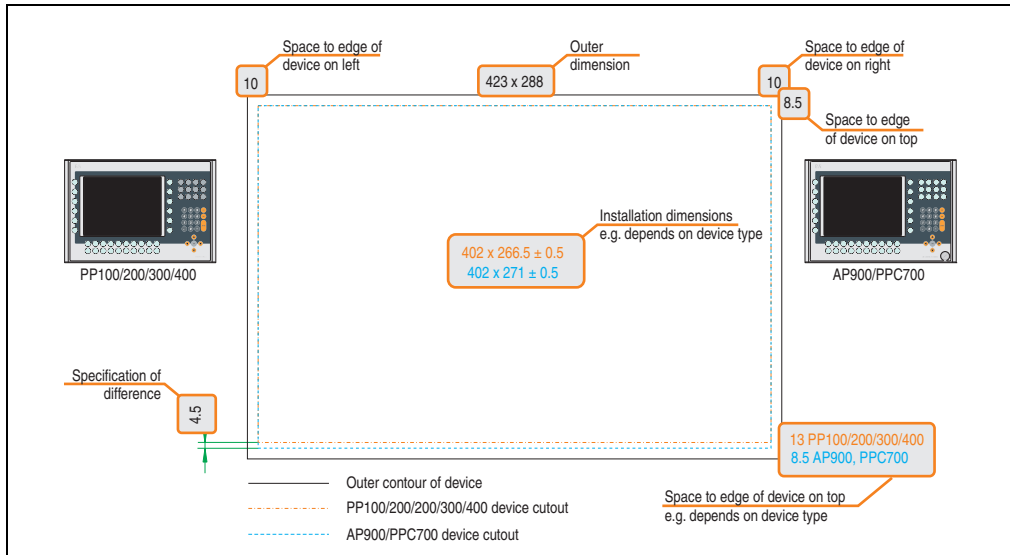 Space to edge of
device on left
10
Outer
dimension
423 x 288
Space to edge of
device on right
10
8.5
Space to edge
of device on top
PP100/200/300/400
AP900/PPC700
Installation dimensions
e.g. depends on device type
402 x 266.5 ± 0.5
402 x 271 ± 0.5
Specification of
difference
4.5
13 PP100/200/300/400
8.5 AP900, PPC700
Space to edge of device on top
e.g. depends on device type
Outer contour of device
PP100/200/200/300/400 device cutout
AP900/PPC700 device cutout